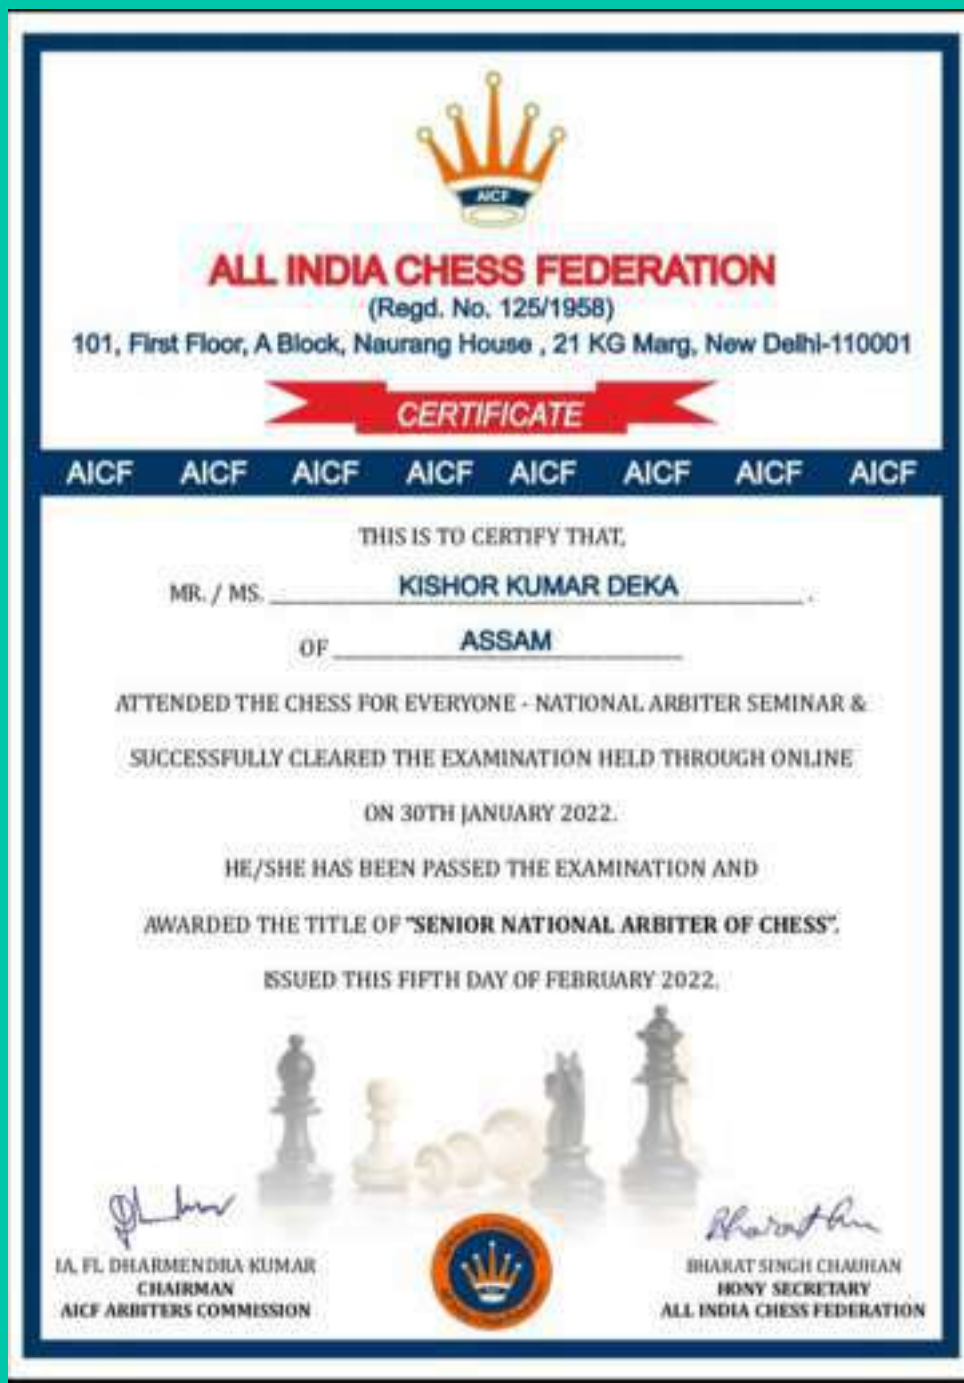 AICF
ALL INDIA CHESS FEDERATION
(Regd. No. 125/1958)
101, First Floor, A Block, Naurang House , 21 KG Marg, New Delhi-110001
CERTIFICATE
AICF AICF AICF AICF AICF AICF AICF AICF
THIS IS TO CERTIFY THAT,
MR. / MS. KISHOR KUMAR DEKA .
OF ASSAM
ATTENDED THE CHESS FOR EVERYONE - NATIONAL ARBITER SEMINAR &
SUCCESSFULLY CLEARED THE EXAMINATION HELD THROUGH ONLINE
ON 30TH JANUARY 2022.
HE/SHE HAS BEEN PASSED THE EXAMINATION AND
AWARDED THE TITLE OF "SENIOR NATIONAL ARBITER OF CHESS".
ISSUED THIS FIFTH DAY OF FEBRUARY 2022.
IA, FL DHARMENDRA KUMAR
CHAIRMAN
AICF ARBITERS COMMISSION
BHARAT SINGH CHAUHAN
HONY SECRETARY
ALL INDIA CHESS FEDERATION